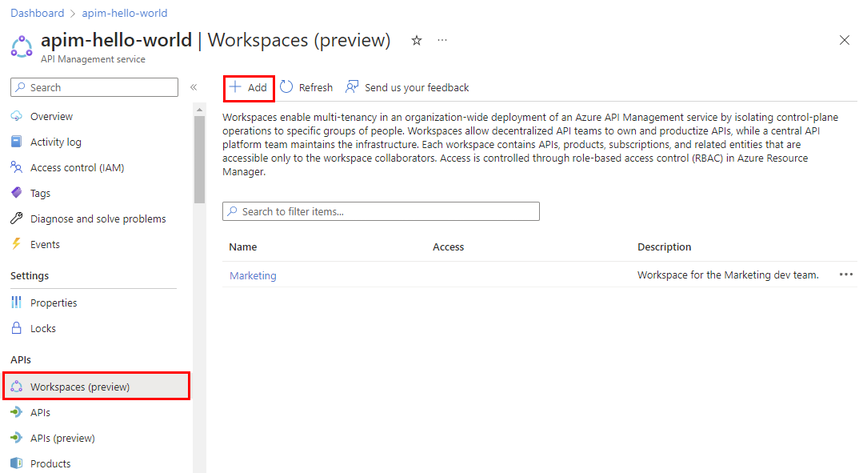 Dashboard > apim-hello-world
apim-hello-world | Workspaces (preview) ☆ ...
API Management service
Search
«
Overview
Activity log
Access control (IAM)
Tags
Diagnose and solve problems
Events
Settings
Properties
Locks
APIs
Workspaces (preview)
APIs
APIs (preview)
Products
+ Add Refresh Send us your feedback
Workspaces enable multi-tenancy in an organization-wide deployment of an Azure API Management service by isolating control-plane
operations to specific groups of people. Workspaces allow decentralized API teams to own and productize APIs, while a central API
platform team maintains the infrastructure. Each workspace contains APIs, products, subscriptions, and related entities that are
accessible only to the workspace collaborators. Access is controlled through role-based access control (RBAC) in Azure Resource
Manager.
Search to filter items...
Name Access Description
Marketing Workspace for the Marketing dev team. ...